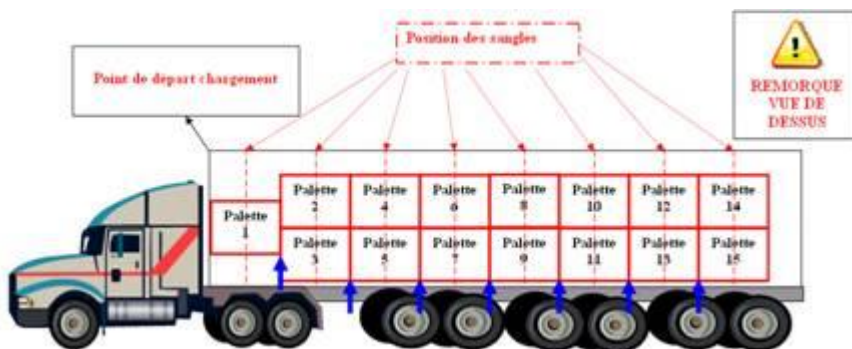 Position des sangles
Point de départ chargement
REMORQUE
VUE DE
DESSUS
Palette
1
Palette
2
Palette
4
Palette
6
Palette
8
Palette
10
Palette
12
Palette
14
Palette
3
Palette
5
Palette
7
Palette
9
Palette
11
Palette
13
Palette
15